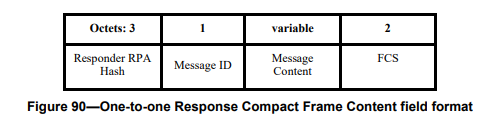 Octets: 3 1 variable 2
Responder RPA Hash Message ID Message Content FCS
Figure 90—One-to-one Response Compact Frame Content field format